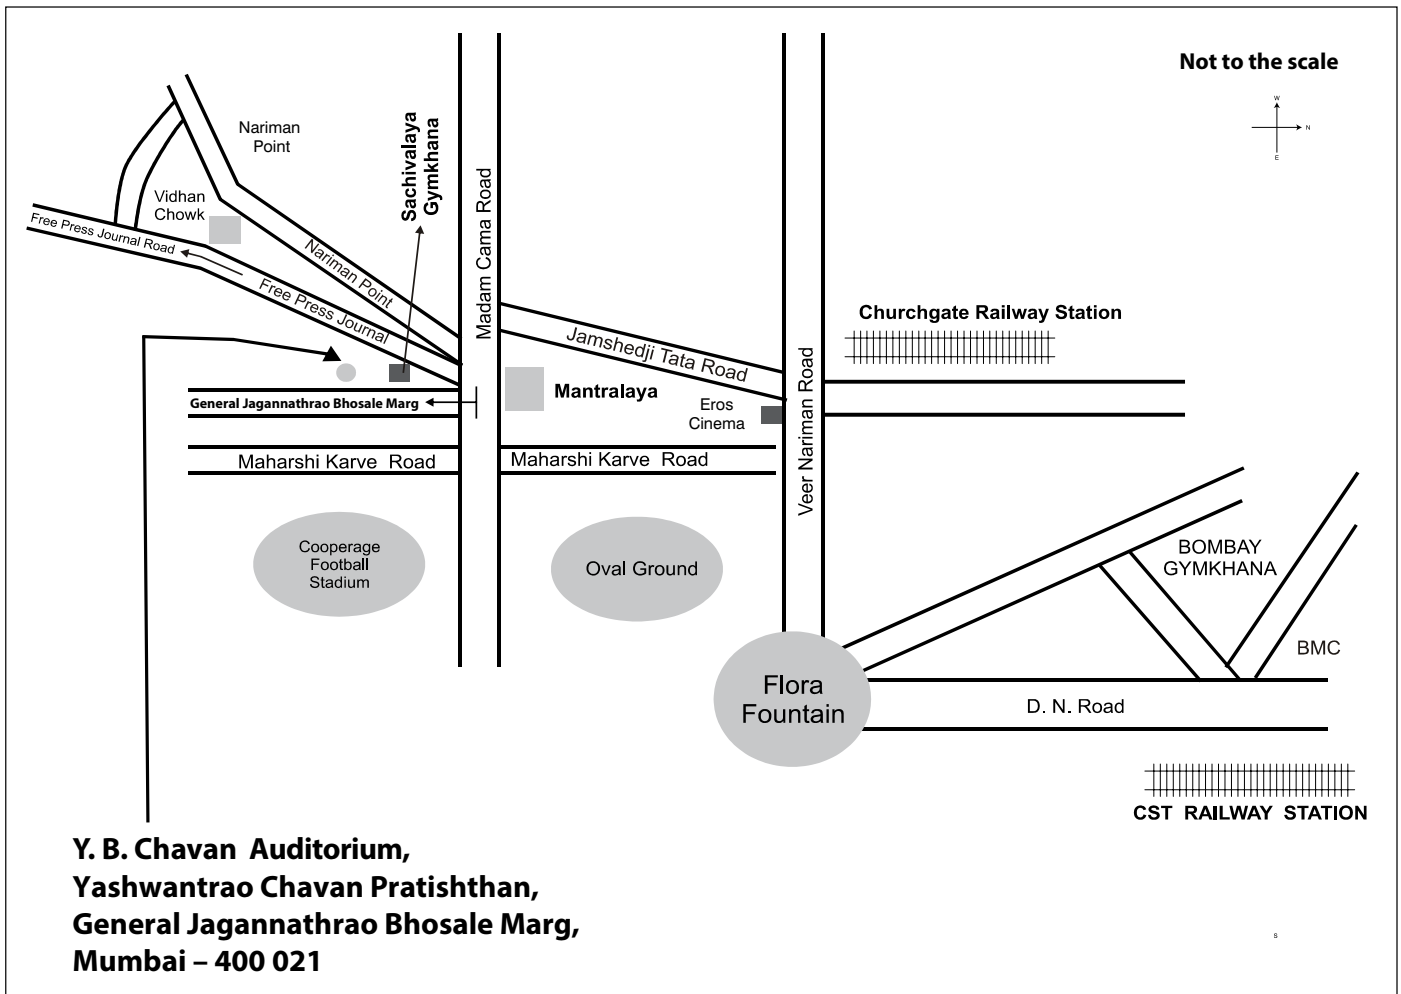 Not to the scale
W
N
E
Nariman
Point
Sachivalaya
Gymkhana
Madam Cama Road
Vidhan
Chowk
Free Press Journal Road
Nariman Point
Free Press Journal
Churchgate Railway Station
Jamshedji Tata Road
Veer Nariman Road
General Jagannathrao Bhosale Marg
Mantralaya
Eros
Cinema
Maharshi Karve Road
Maharshi Karve Road
Cooperage
Football
Stadium
Oval Ground
BOMBAY
GYMKHANA
BMC
Flora
Fountain
D. N. Road
CST RAILWAY STATION
Y. B. Chavan Auditorium,
Yashwantrao Chavan Pratishthan,
General Jagannathrao Bhosale Marg,
Mumbai – 400 021
S